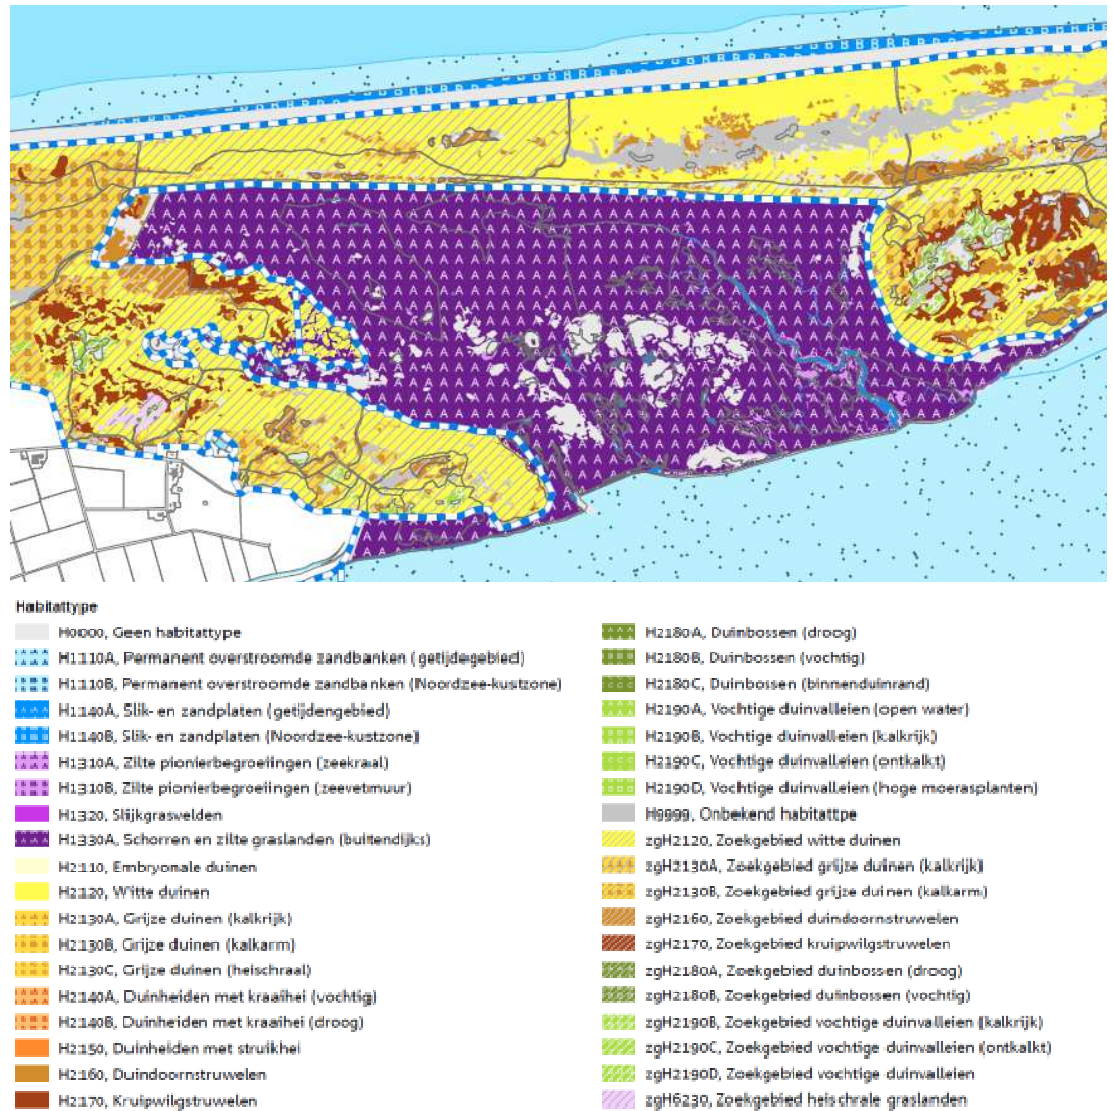 Habitattype
H0000, Geen habitattype
H1110A, Permanent overstroomde zandbanken (getijdegebied)
H1110B, Permanent overstroomde zandbanken (Noordzee-kustzone)
H1140A, Slik- en zandplaten (getijdengebied)
H1140B, Slik- en zandplaten (Noordzee-kustzone)
H1310A, Zilte pionierbegroeiingen (zeekraal)
H1310B, Zilte pionierbegroeiingen (zeevetmuur)
H1320, Slijkgraswelden
H1330A, Schorren en zilte graslanden (buitendijks)
H2110, Embryonale duinen
H2120, Witte duinen
H2130A, Grijze duinen (kalkrijk)
H2130B, Grijze duinen (kalkarm)
H2130C, Grijze duinen (heischraal)
H2140A, Duinheiden met kraaihei (vochtig)
H2140B, Duinheiden met kraaihei (droog)
H2150, Duinheiden met struikhei
H2160, Duindoornstruwelen
H2170, Kruipwilgstruwelen
H2180A, Duinbossen (droog)
H2180B, Duinbossen (vochtig)
H2180C, Duinbossen (binnenduinrand)
H2190A, Vochtige duinvalleien (open water)
H2190B, Vochtige duinvalleien (kalkrijk)
H2190C, Vochtige duinvalleien (ontkalkt)
H2190D, Vochtige duinvalleien (hoge moerasplanten)
H9999, Onbekend habitattpe
zgH2120, Zoekgebied witte duinen
zgH2130A, Zoekgebied grijze duinen (kalkrijk)
zgH2130B, Zoekgebied grijze duinen (kalkarm)
zgH2160, Zoekgebied duindoornstruwelen
zgH2170, Zoekgebied kruipwilgstruwelen
zgH2180A, Zoekgebied duinbossen (droog)
zgH2180B, Zoekgebied duinbossen (vochtig)
zgH2190B, Zoekgebied vochtige duinvalleien (kalkrijk)
zgH2190C, Zoekgebied vochtige duinvalleien (ontkalkt)
zgH2190D, Zoekgebied vochtige duinvalleien
zgH6230, Zoekgebied heischrale graslanden